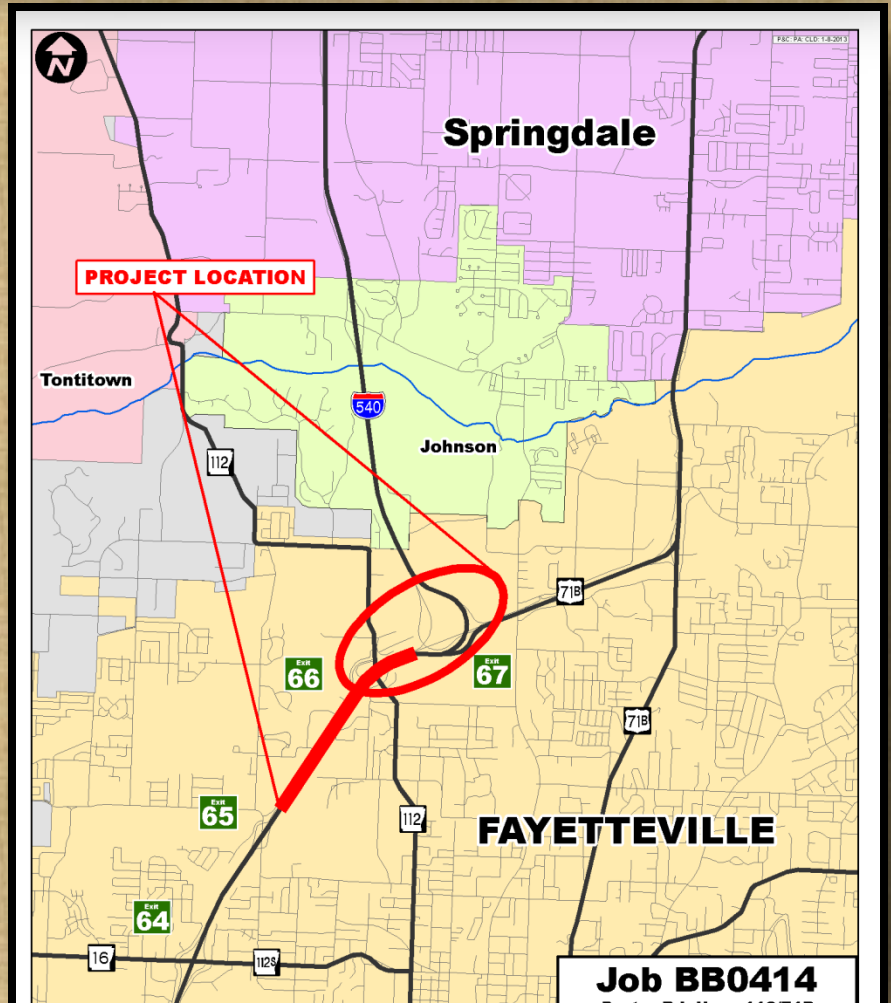 P&C: PA: CLD: 1-8-2013
N
Springdale
PROJECT LOCATION
Tontitown
540
Johnson
112
71B
Exit
66
Exit
67
71B
Exit
65
112
FAYETTEVILLE
Exit
64
16
112S
Job BB0414